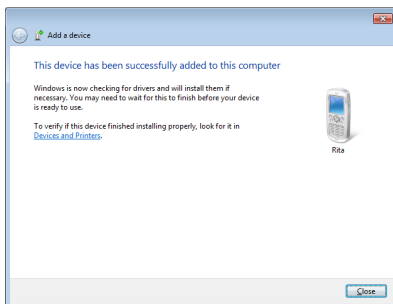 Add a device
This device has been successfully added to this computer
Windows is now checking for drivers and will install them if
necessary. You may need to wait for this to finish before your device
is ready to use.
To verify if this device finished installing properly, look for it in
Devices and Printers.
Rita
Close